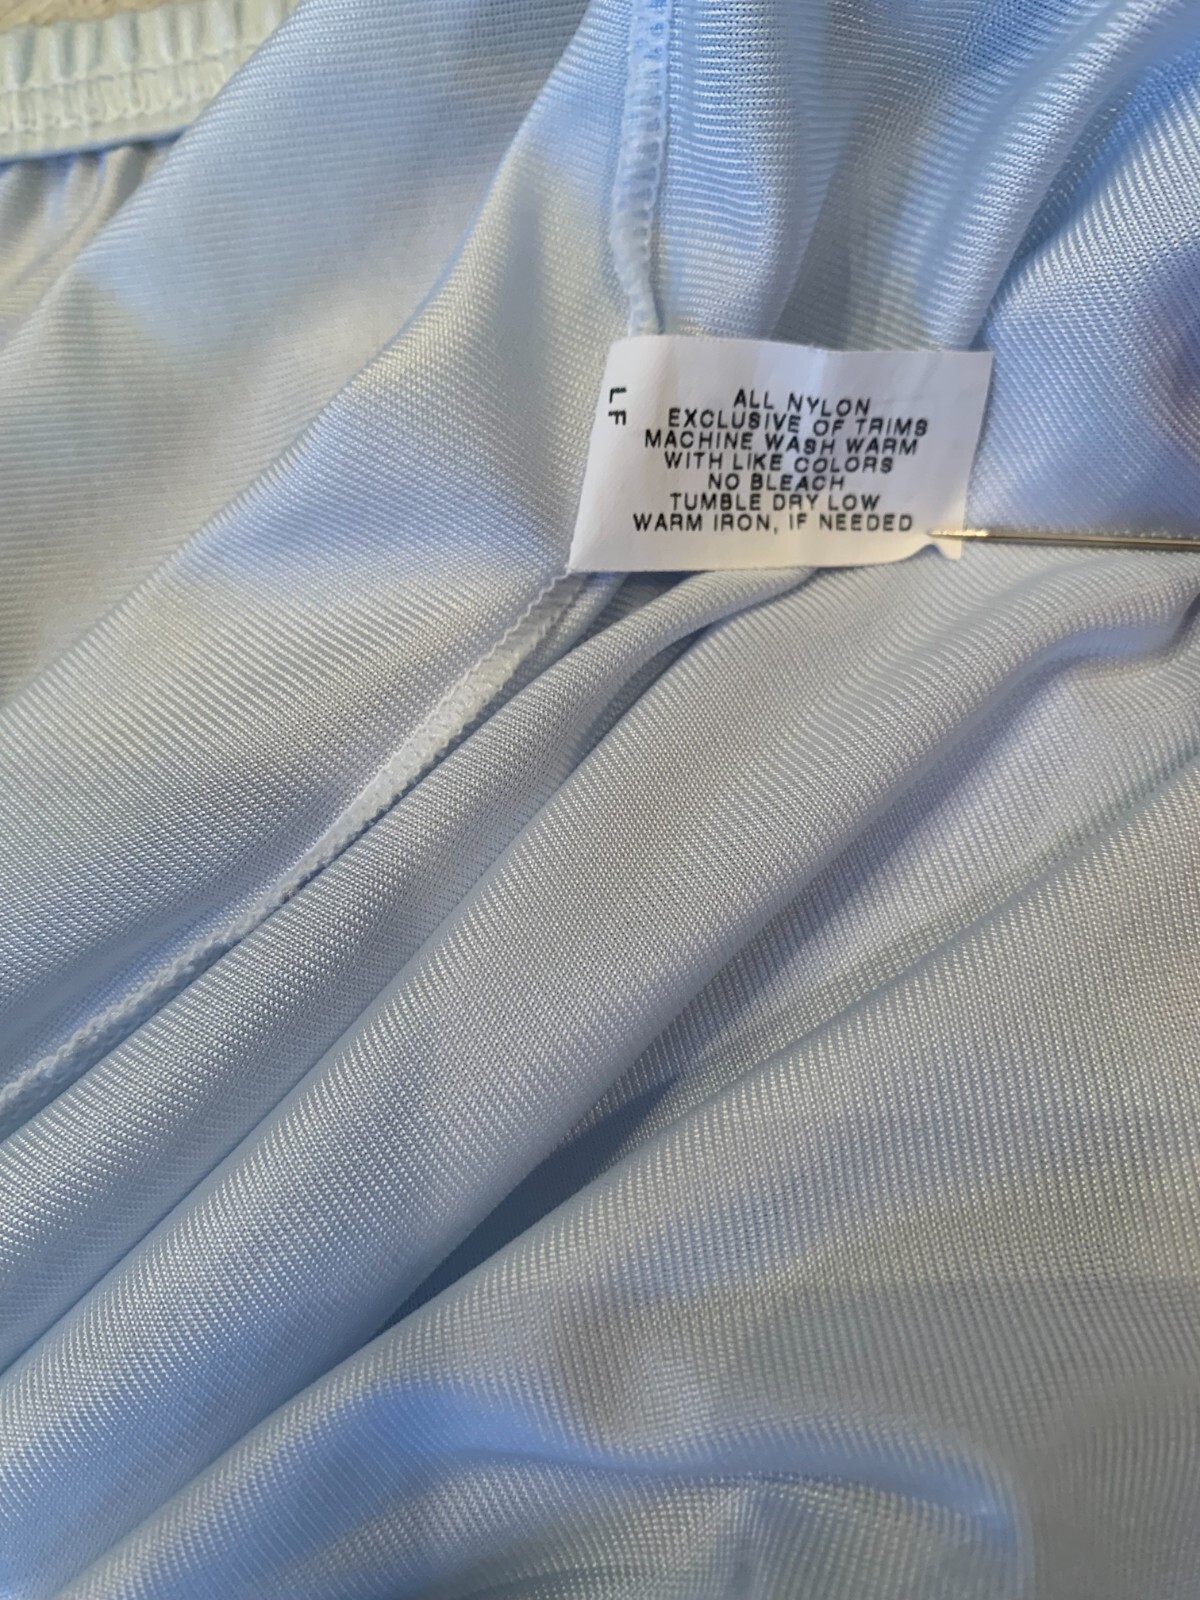 LF
ALL NYLON
EXCLUSIVE OF TRIMS
MACHINE WASH WARM
WITH LIKE COLORS
NO BLEACH
TUMBLE DRY LOW
WARM IRON, IF NEEDED